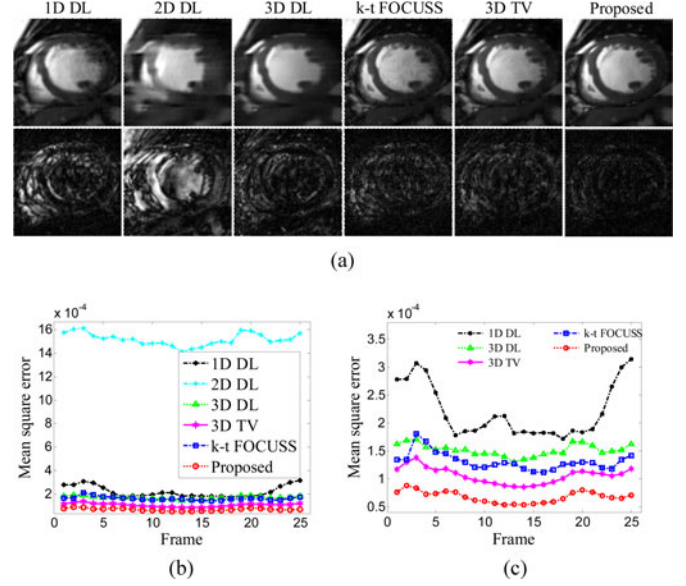 1D DL 2D DL 3D DL k-t FOCUSS 3D TV Proposed
(a)
x 10⁻⁴
16
14
12
10
8
6
4
2
0 5 10 15 20 25
Mean square error
Frame
1D DL
2D DL
3D DL
3D TV
k-t FOCUSS
Proposed
(b)
x 10⁻⁴
3.5
3
2.5
2
1.5
1
0.5
0 5 10 15 20 25
Mean square error
Frame
1D DL
3D DL
3D TV
k-t FOCUSS
Proposed
(c)